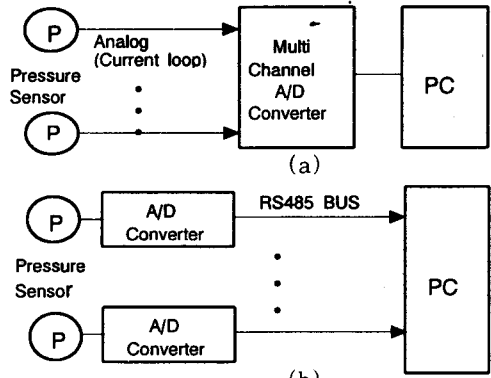 P
Analog
(Current loop)
Pressure
Sensor
P
Multi
Channel
A/D
Converter
PC
(a)
P
A/D
Converter
RS485 BUS
Pressure
Sensor
P
A/D
Converter
PC
(b)